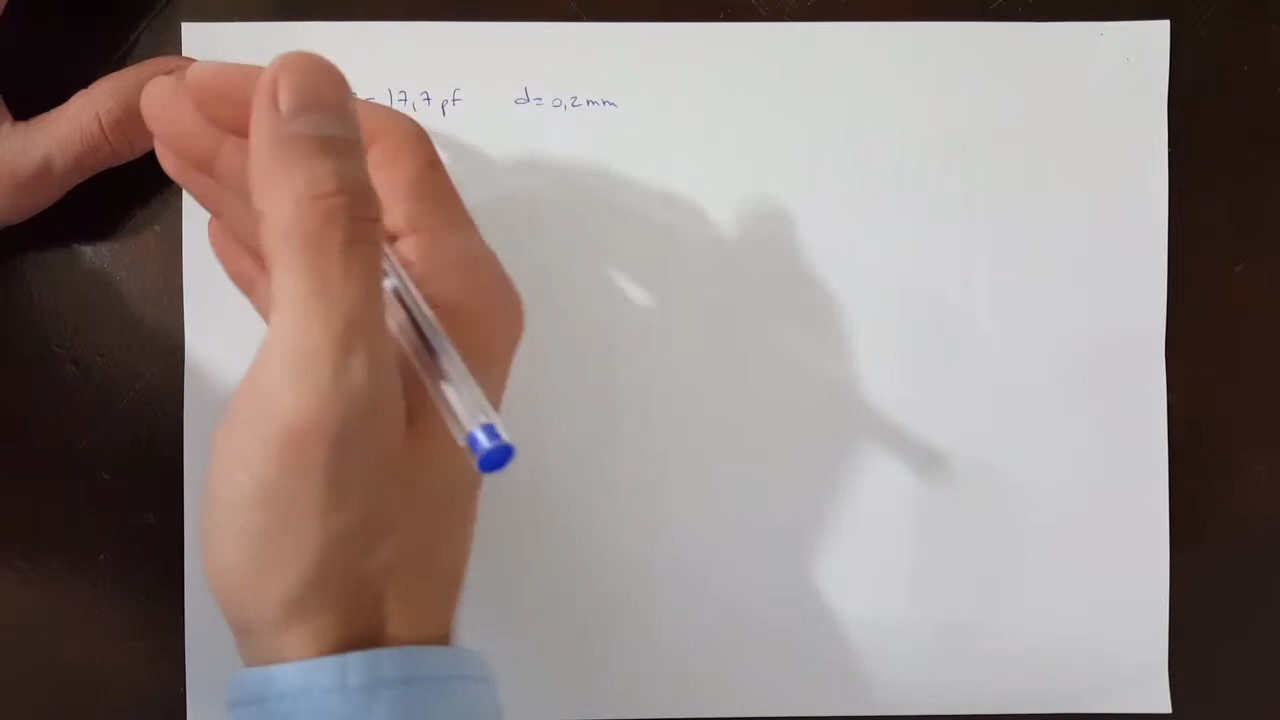 = 17,7 pf d= 0,2mm